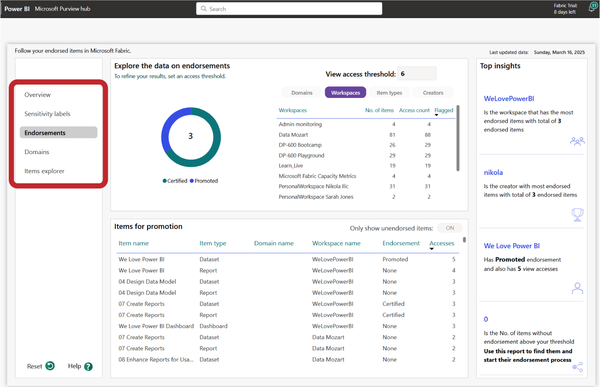 Power BI Microsoft Purview hub
Search
Fabric Trial:
8 days left
Follow your endorsed items in Microsoft Fabric.
Last updated date: Sunday, March 16, 2025
Overview
Sensitivity labels
Endorsements
Domains
Items explorer
Reset
Help
Explore the data on endorsements
To refine your results, set an access threshold.
View access threshold: 6
Domains Workspaces Item types Creators
3
Certified Promoted
Workspaces No. of items Access count Flagged
Admin monitoring 4 4
Data Mozart 81 88
DP-600 Bootcamp 26 29
DP-600 Playground 29 29
Learn_Live 19 19
Microsoft Fabric Capacity Metrics 4 4
PersonalWorkspace Nikola Ilic 31 31
PersonalWorkspace Sarah Jones 2 2
Items for promotion
Only show unendorsed items: ON
Item name Item type Domain name Workspace name Endorsement Accesses
We Love Power BI Dataset WeLovePowerBI Promoted 5
We Love Power BI Report WeLovePowerBI None 4
04 Design Data Model Dataset WeLovePowerBI None 3
04 Design Data Model Report WeLovePowerBI None 3
07 Create Reports Dataset WeLovePowerBI Certified 3
07 Create Reports Report WeLovePowerBI Certified 3
We Love Power BI Dashboard Dashboard WeLovePowerBI None 3
07 Create Reports Dataset Data Mozart None 2
07 Create Reports Report Data Mozart None 2
08 Enhance Reports for Usa... Dataset Data Mozart None 2
Top insights
WeLovePowerBI
Is the workspace that has the most
endorsed items with total of 3
endorsed items
nikola
Is the creator with most endorsed
items with total of 3 endorsed items
We Love Power BI
Has Promoted endorsement
and also has 5 view accesses
0
Is the No. of items without
endorsement above your threshold
Use this report to find them and
start their endorsement process